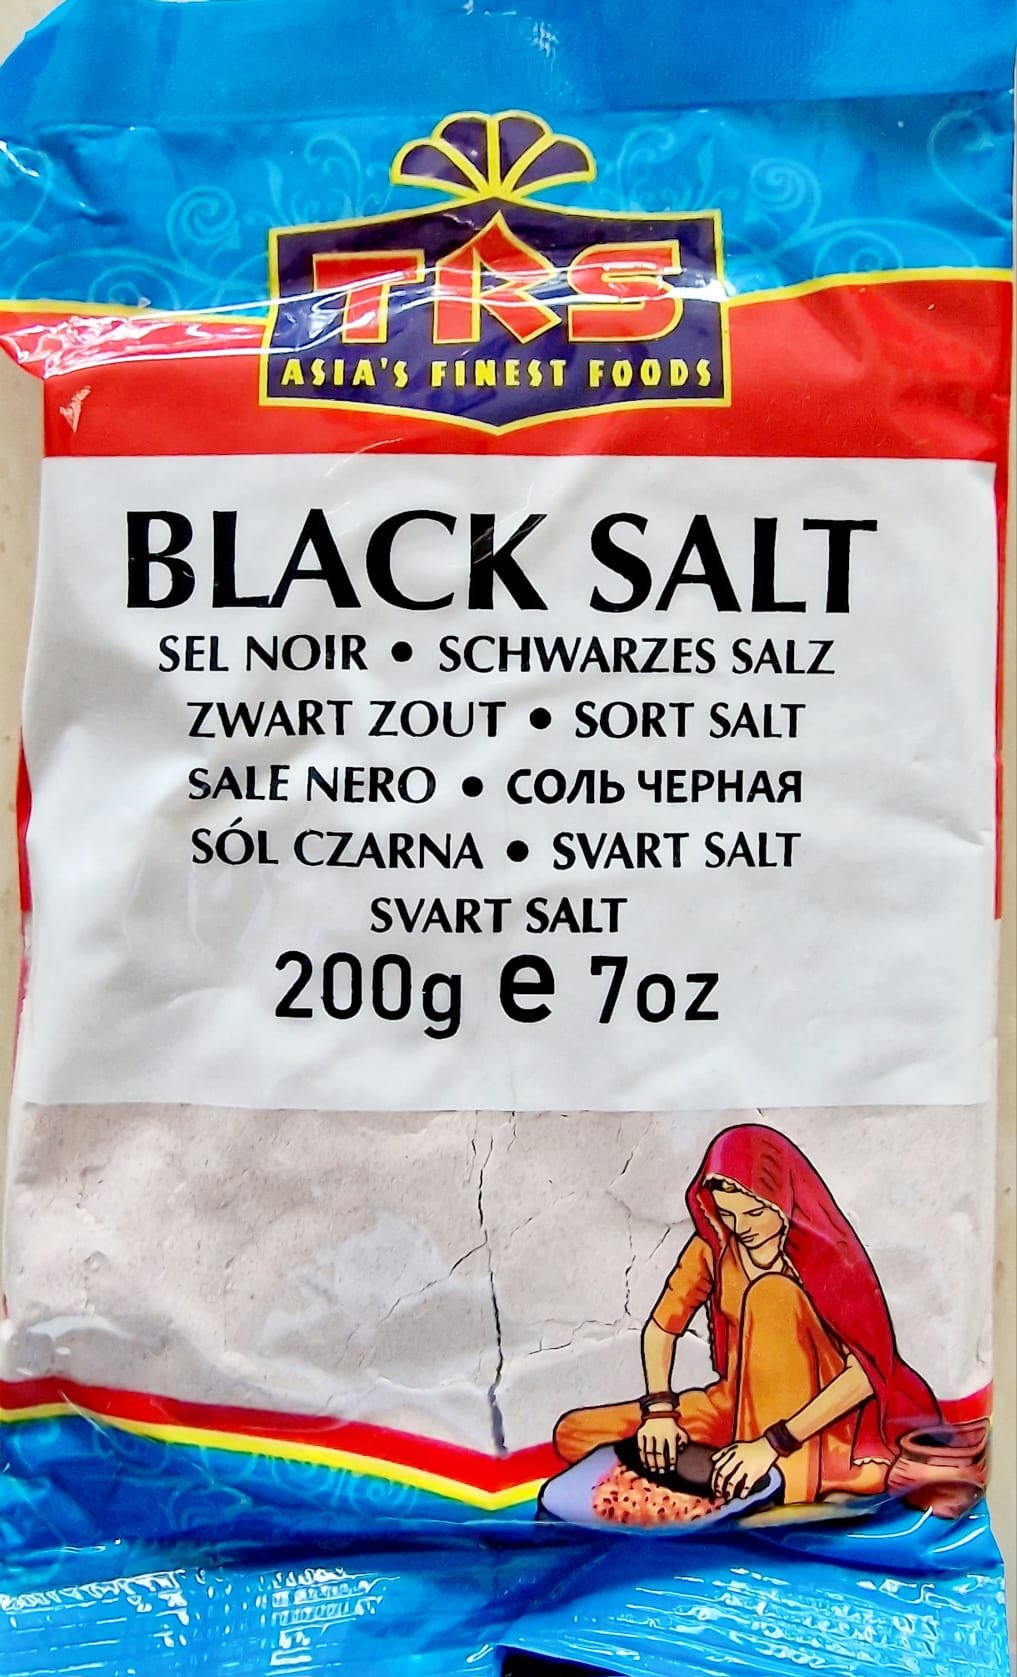 TRS
ASIA'S FINEST FOODS
BLACK SALT
SEL NOIR • SCHWARZES SALZ
ZWART ZOUT • SORT SALT
SALE NERO • СОЛЬ ЧЕРНАЯ
SÓL CZARNA • SVART SALT
SVART SALT
200g e 7oz